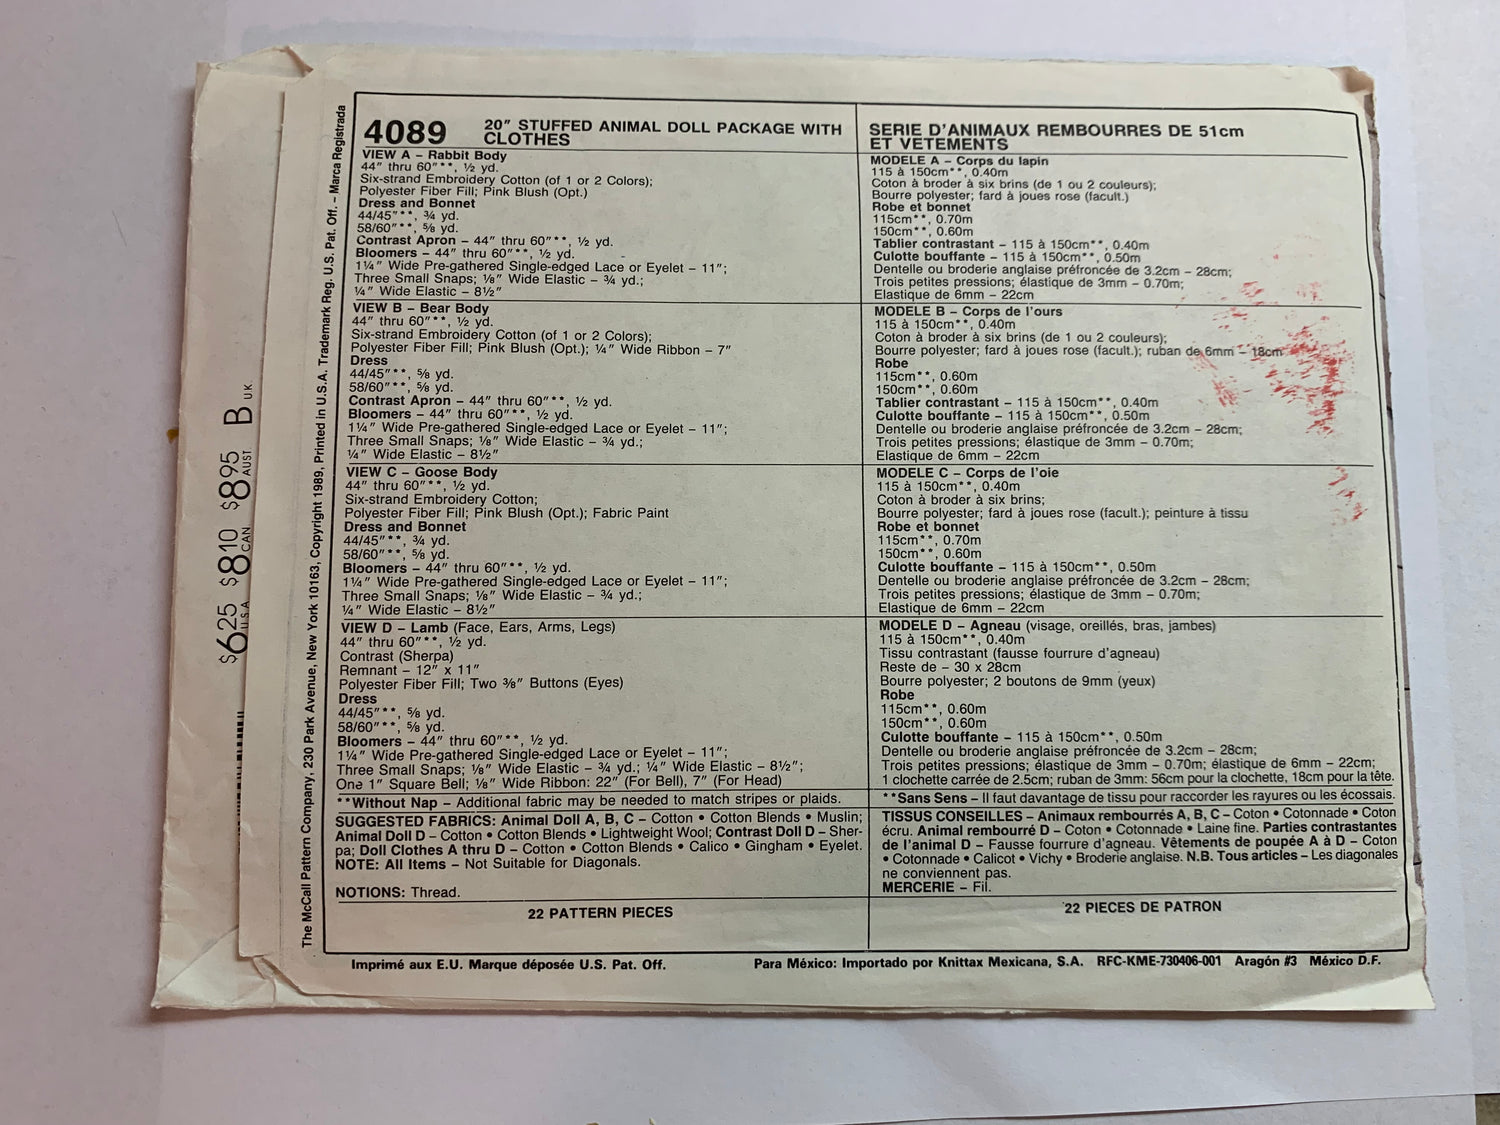 4089
20" STUFFED ANIMAL DOLL PACKAGE WITH
CLOTHES
VIEW A – Rabbit Body
44" thru 60"**, ½ yd.
Six-strand Embroidery Cotton (of 1 or 2 Colors);
Polyester Fiber Fill; Pink Blush (Opt.)
Dress and Bonnet
44/45"**, ¾ yd.
58/60"**, ⅝ yd.
Contrast Apron – 44" thru 60"**, ½ yd.
Bloomers – 44" thru 60"**, ½ yd.
1¼" Wide Pre-gathered Single-edged Lace or Eyelet – 11";
Three Small Snaps; ⅛" Wide Elastic – ¾ yd.;
¼" Wide Elastic – 8½"
VIEW B – Bear Body
44" thru 60"**, ½ yd.
Six-strand Embroidery Cotton (of 1 or 2 Colors);
Polyester Fiber Fill; Pink Blush (Opt.); ¼" Wide Ribbon – 7"
Dress
44/45"**, ⅝ yd.
58/60"**, ⅝ yd.
Contrast Apron – 44" thru 60"**, ½ yd.
Bloomers – 44" thru 60"**, ½ yd.
1¼" Wide Pre-gathered Single-edged Lace or Eyelet – 11";
Three Small Snaps; ⅛" Wide Elastic – ¾ yd.;
¼" Wide Elastic – 8½"
VIEW C – Goose Body
44" thru 60"**, ½ yd.
Six-strand Embroidery Cotton;
Polyester Fiber Fill; Pink Blush (Opt.); Fabric Paint
Dress and Bonnet
44/45"**, ¾ yd.
58/60"**, ⅝ yd.
Bloomers – 44" thru 60"**, ½ yd.
1¼" Wide Pre-gathered Single-edged Lace or Eyelet – 11";
Three Small Snaps; ⅛" Wide Elastic – ¾ yd.;
¼" Wide Elastic – 8½"
VIEW D – Lamb (Face, Ears, Arms, Legs)
44" thru 60"**, ½ yd.
Contrast (Sherpa)
Remnant – 12" x 11"
Polyester Fiber Fill; Two ⅜" Buttons (Eyes)
Dress
44/45"**, ⅝ yd.
58/60"**, ⅝ yd.
Bloomers – 44" thru 60"**, ½ yd.
1¼" Wide Pre-gathered Single-edged Lace or Eyelet – 11";
Three Small Snaps; ⅛" Wide Elastic – ¾ yd.; ¼" Wide Elastic – 8½";
One 1" Square Bell; ⅛" Wide Ribbon: 22" (For Bell), 7" (For Head)
**Without Nap – Additional fabric may be needed to match stripes or plaids.
SUGGESTED FABRICS: Animal Doll A, B, C – Cotton • Cotton Blends • Muslin;
Animal Doll D – Cotton • Cotton Blends • Lightweight Wool; Contrast Doll D – Sher-
pa; Doll Clothes A thru D – Cotton • Cotton Blends • Calico • Gingham • Eyelet.
NOTE: All Items – Not Suitable for Diagonals.
NOTIONS: Thread.
22 PATTERN PIECES
SERIE D'ANIMAUX REMBOURRES DE 51cm
ET VETEMENTS
MODELE A – Corps du lapin
115 à 150cm**, 0.40m
Coton à broder à six brins (de 1 ou 2 couleurs);
Bourre polyester; fard à joues rose (facult.)
Robe et bonnet
115cm**, 0.70m
150cm**, 0.60m
Tablier contrastant – 115 à 150cm**, 0.40m
Culotte bouffante – 115 à 150cm**, 0.50m
Dentelle ou broderie anglaise préfroncée de 3.2cm – 28cm;
Trois petites pressions; élastique de 3mm – 0.70m;
Elastique de 6mm – 22cm
MODELE B – Corps de l'ours
115 à 150cm**, 0.40m
Coton à broder à six brins (de 1 ou 2 couleurs);
Bourre polyester; fard à joues rose (facult.); ruban de 6mm – 18cm
Robe
115cm**, 0.60m
150cm**, 0.60m
Tablier contrastant – 115 à 150cm**, 0.40m
Culotte bouffante – 115 à 150cm**, 0.50m
Dentelle ou broderie anglaise préfroncée de 3.2cm – 28cm;
Trois petites pressions; élastique de 3mm – 0.70m;
Elastique de 6mm – 22cm
MODELE C – Corps de l'oie
115 à 150cm**, 0.40m
Coton à broder à six brins;
Bourre polyester; fard à joues rose (facult.); peinture à tissu
Robe et bonnet
115cm**, 0.70m
150cm**, 0.60m
Culotte bouffante – 115 à 150cm**, 0.50m
Dentelle ou broderie anglaise préfroncée de 3.2cm – 28cm;
Trois petites pressions; élastique de 3mm – 0.70m;
Elastique de 6mm – 22cm
MODELE D – Agneau (visage, oreillés, bras, jambes)
115 à 150cm**, 0.40m
Tissu contrastant (fausse fourrure d'agneau)
Reste de – 30 x 28cm
Bourre polyester; 2 boutons de 9mm (yeux)
Robe
115cm**, 0.60m
150cm**, 0.60m
Culotte bouffante – 115 à 150cm**, 0.50m
Dentelle ou broderie anglaise préfroncée de 3.2cm – 28cm;
Trois petites pressions; élastique de 3mm – 0.70m; élastique de 6mm – 22cm;
1 clochette carrée de 2.5cm; ruban de 3mm: 56cm pour la clochette, 18cm pour la tête.
**Sans Sens – Il faut davantage de tissu pour raccorder les rayures ou les écossais.
TISSUS CONSEILLES – Animaux rembourrés A, B, C – Coton • Cotonnade • Coton
écru. Animal rembourré D – Coton • Cotonnade • Laine fine. Parties contrastantes
de l'animal D – Fausse fourrure d'agneau. Vêtements de poupée A à D – Coton
• Cotonnade • Calicot • Vichy • Broderie anglaise. N.B. Tous articles – Les diagonales
ne conviennent pas.
MERCERIE – Fil.
22 PIECES DE PATRON
Imprimé aux E.U. Marque déposée U.S. Pat. Off.
Para México: Importado por Knittax Mexicana, S.A. RFC-KME-730406-001 Aragón #3 México D.F.
The McCall Pattern Company, 230 Park Avenue, New York 10163, Copyright 1989, Printed in U.S.A. Trademark Reg. U.S. Pat. Off. – Marca Registrada
$625 U.S.A. $810 CAN $895 AUST B U.K.